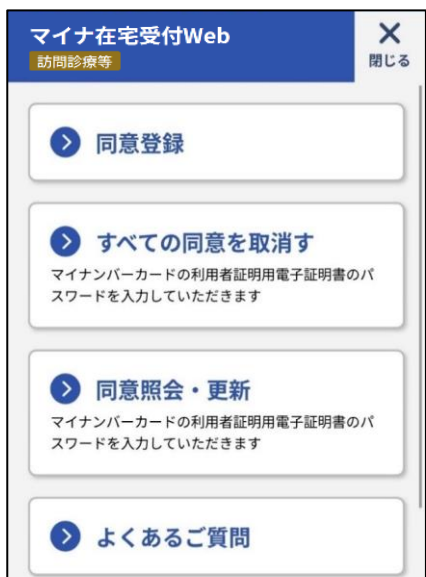 マイナ在宅受付Web
訪問診療等
閉じる
同意登録
すべての同意を取消す
マイナンバーカードの利用者証明用電子証明書のパ
スワードを入力していただきます
同意照会・更新
マイナンバーカードの利用者証明用電子証明書のパ
スワードを入力していただきます
よくあるご質問